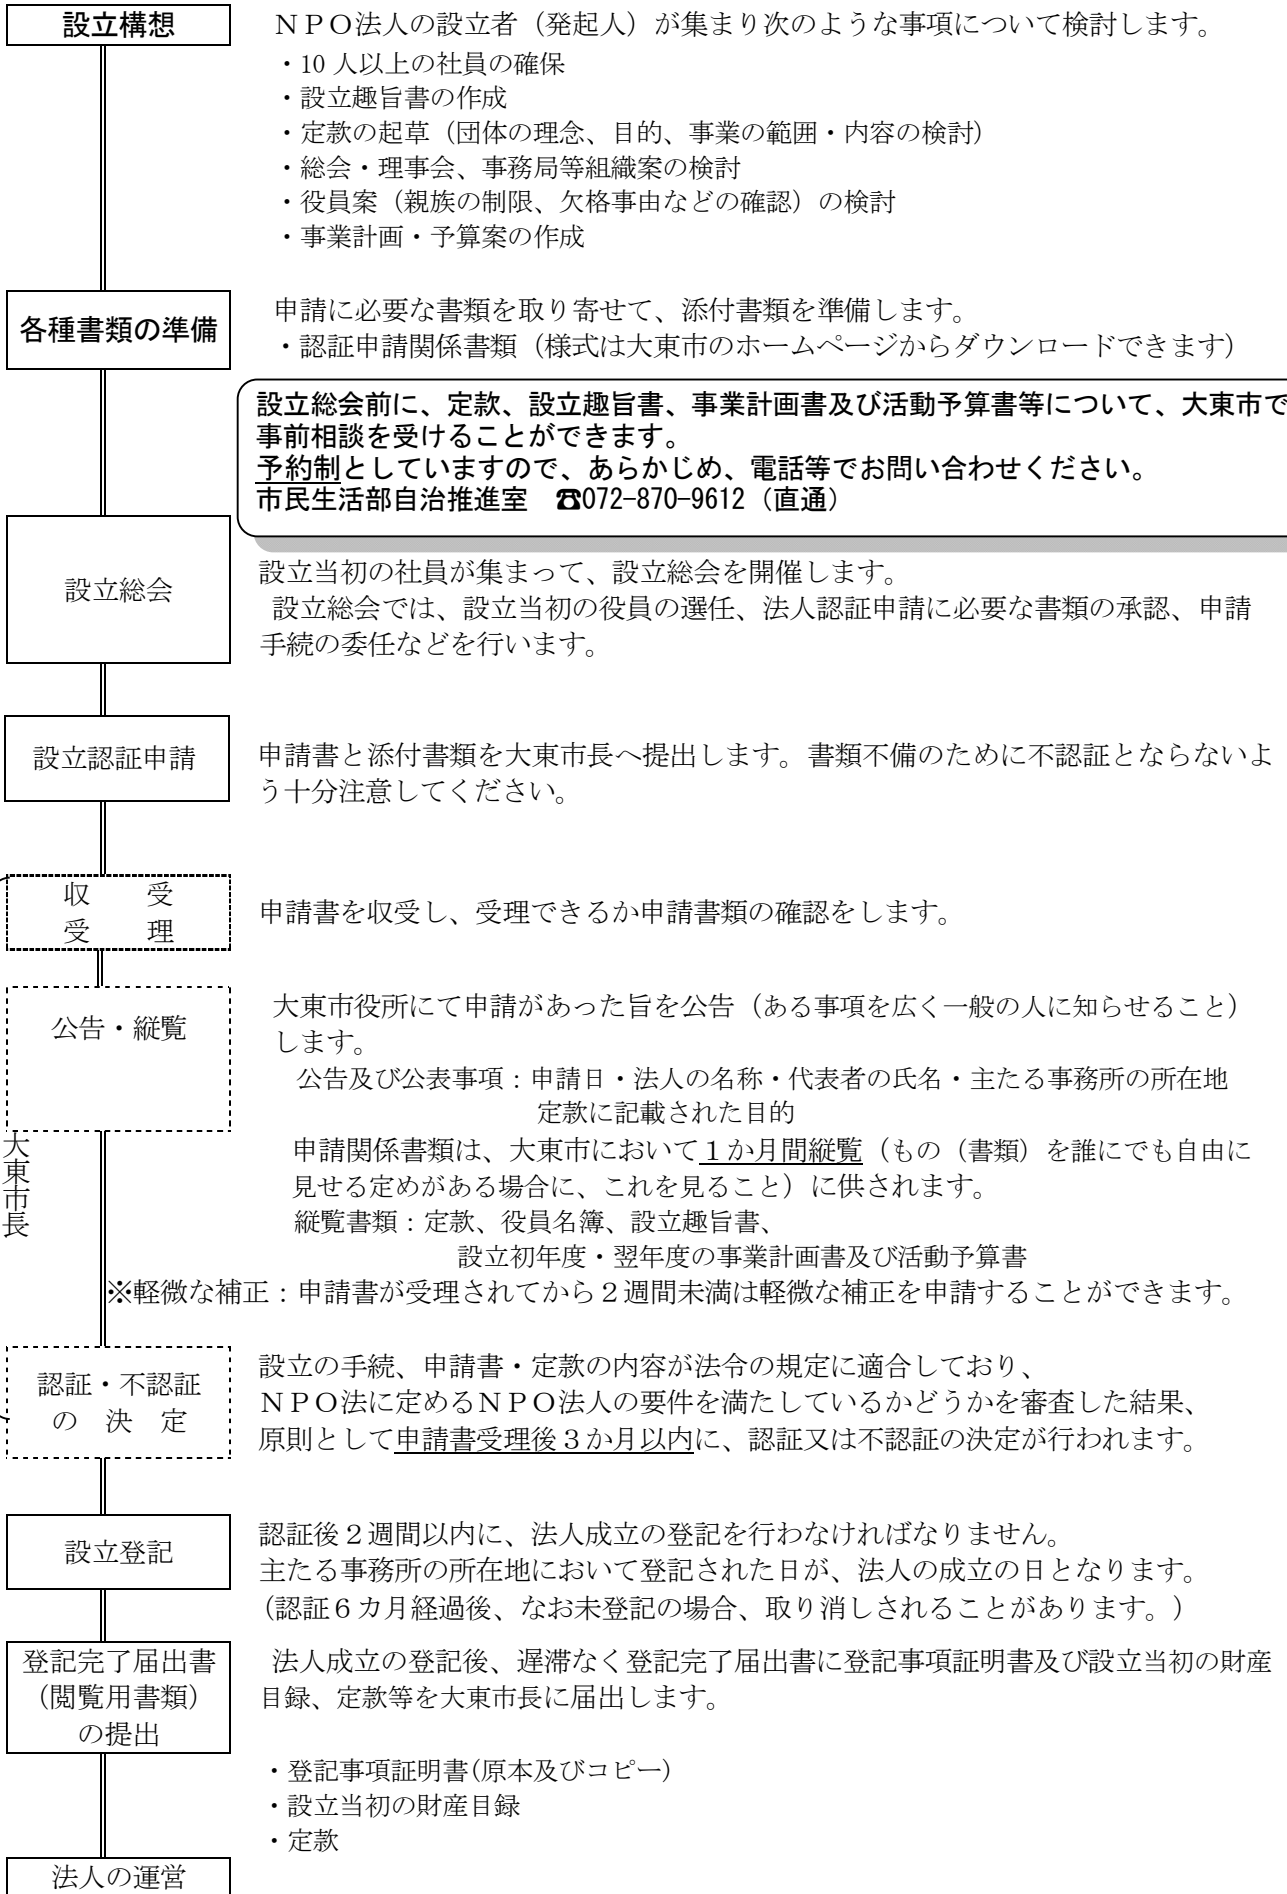 設立構想
ＮＰＯ法人の設立者（発起人）が集まり次のような事項について検討します。
・10 人以上の社員の確保
・設立趣旨書の作成
・定款の起草（団体の理念、目的、事業の範囲・内容の検討）
・総会・理事会、事務局等組織案の検討
・役員案（親族の制限、欠格事由などの確認）の検討
・事業計画・予算案の作成
各種書類の準備
申請に必要な書類を取り寄せて、添付書類を準備します。
・認証申請関係書類（様式は大東市のホームページからダウンロードできます）
設立総会前に、定款、設立趣旨書、事業計画書及び活動予算書等について、大東市で
事前相談を受けることができます。
予約制としていますので、あらかじめ、電話等でお問い合わせください。
市民生活部自治推進室　☎072-870-9612（直通）
設立総会
設立当初の社員が集まって、設立総会を開催します。
設立総会では、設立当初の役員の選任、法人認証申請に必要な書類の承認、申請
手続の委任などを行います。
設立認証申請
申請書と添付書類を大東市長へ提出します。書類不備のために不認証とならないよ
う十分注意してください。
収　　受
受　　理
申請書を収受し、受理できるか申請書類の確認をします。
公告・縦覧
大東市役所にて申請があった旨を公告（ある事項を広く一般の人に知らせること）
します。
公告及び公表事項：申請日・法人の名称・代表者の氏名・主たる事務所の所在地
定款に記載された目的
大東市長
申請関係書類は、大東市において１か月間縦覧（もの（書類）を誰にでも自由に
見せる定めがある場合に、これを見ること）に供されます。
縦覧書類：定款、役員名簿、設立趣旨書、
設立初年度・翌年度の事業計画書及び活動予算書
※軽微な補正：申請書が受理されてから２週間未満は軽微な補正を申請することができます。
認証・不認証
の　決　定
設立の手続、申請書・定款の内容が法令の規定に適合しており、
ＮＰＯ法に定めるＮＰＯ法人の要件を満たしているかどうかを審査した結果、
原則として申請書受理後３か月以内に、認証又は不認証の決定が行われます。
設立登記
認証後２週間以内に、法人成立の登記を行わなければなりません。
主たる事務所の所在地において登記された日が、法人の成立の日となります。
(認証６カ月経過後、なお未登記の場合、取り消しされることがあります。）
登記完了届出書
（閲覧用書類）
の提出
法人成立の登記後、遅滞なく登記完了届出書に登記事項証明書及び設立当初の財産
目録、定款等を大東市長に届出します。
・登記事項証明書(原本及びコピー)
・設立当初の財産目録
・定款
法人の運営